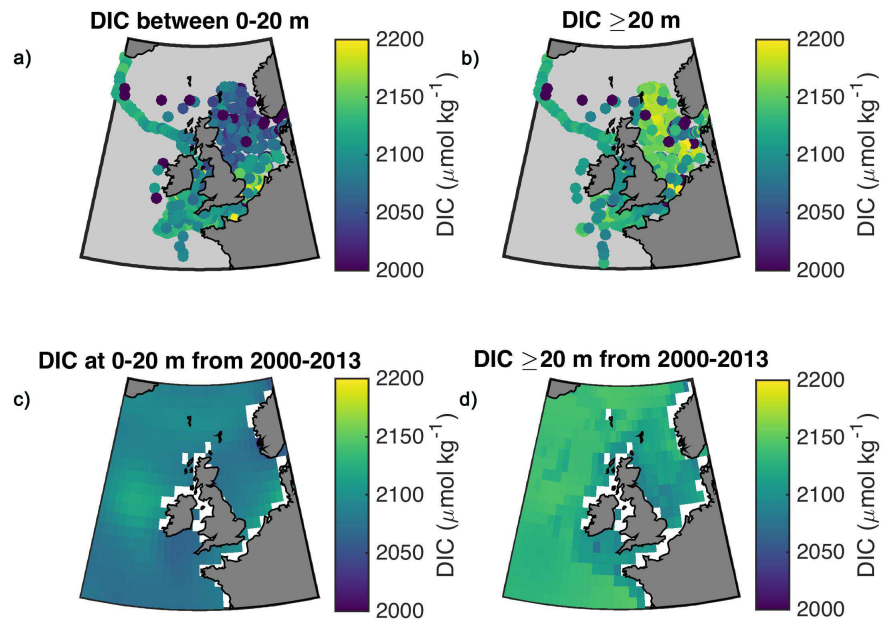 DIC between 0-20 m
a)
2200
2150
2100
2050
2000
DIC (μmol kg⁻¹)
DIC ≥20 m
b)
2200
2150
2100
2050
2000
DIC (μmol kg⁻¹)
DIC at 0-20 m from 2000-2013
c)
2200
2150
2100
2050
2000
DIC (μmol kg⁻¹)
DIC ≥20 m from 2000-2013
d)
2200
2150
2100
2050
2000
DIC (μmol kg⁻¹)